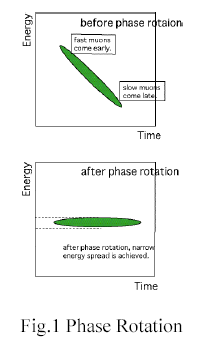 before phase rotaion
Energy
fast muons
come early.
slow muons
come late.
Time
after phase rotation
Energy
after phase rotation, narrow
energy spread is achieved.
Time
Fig.1 Phase Rotation